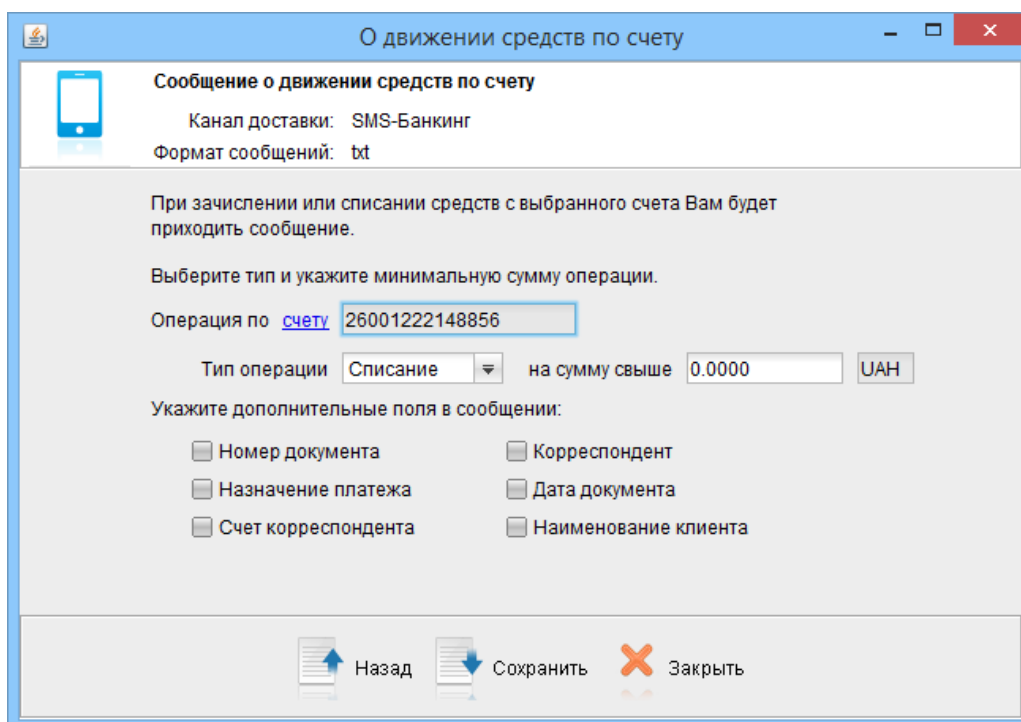 О движении средств по счету
Сообщение о движении средств по счету
Канал доставки: SMS-Банкинг
Формат сообщений: txt
При зачислении или списании средств с выбранного счета Вам будет
приходить сообщение.
Выберите тип и укажите минимальную сумму операции.
Операция по счету 26001222148856
Тип операции Списание на сумму свыше 0.0000 UAH
Укажите дополнительные поля в сообщении:
Номер документа Корреспондент
Назначение платежа Дата документа
Счет корреспондента Наименование клиента
Назад Сохранить Закрыть